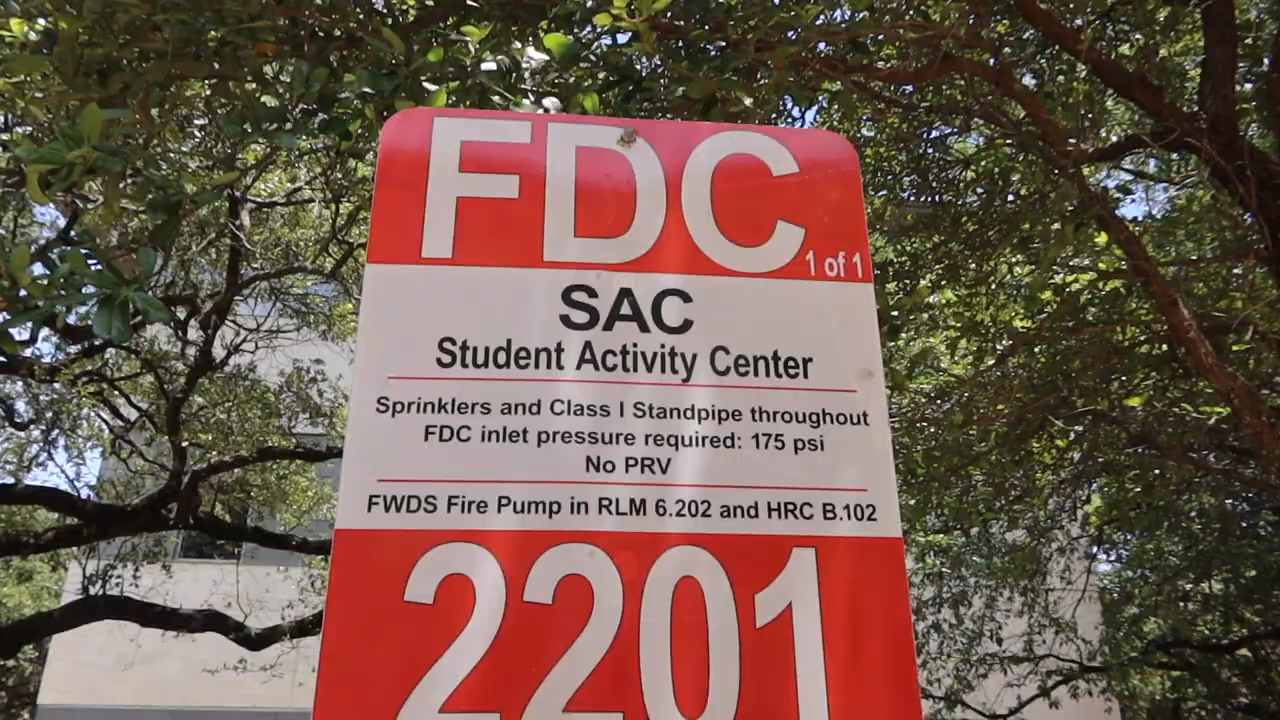 FDC
1 of 1
SAC
Student Activity Center
Sprinklers and Class I Standpipe throughout
FDC inlet pressure required: 175 psi
No PRV
FWDS Fire Pump in RLM 6.202 and HRC B.102
2201